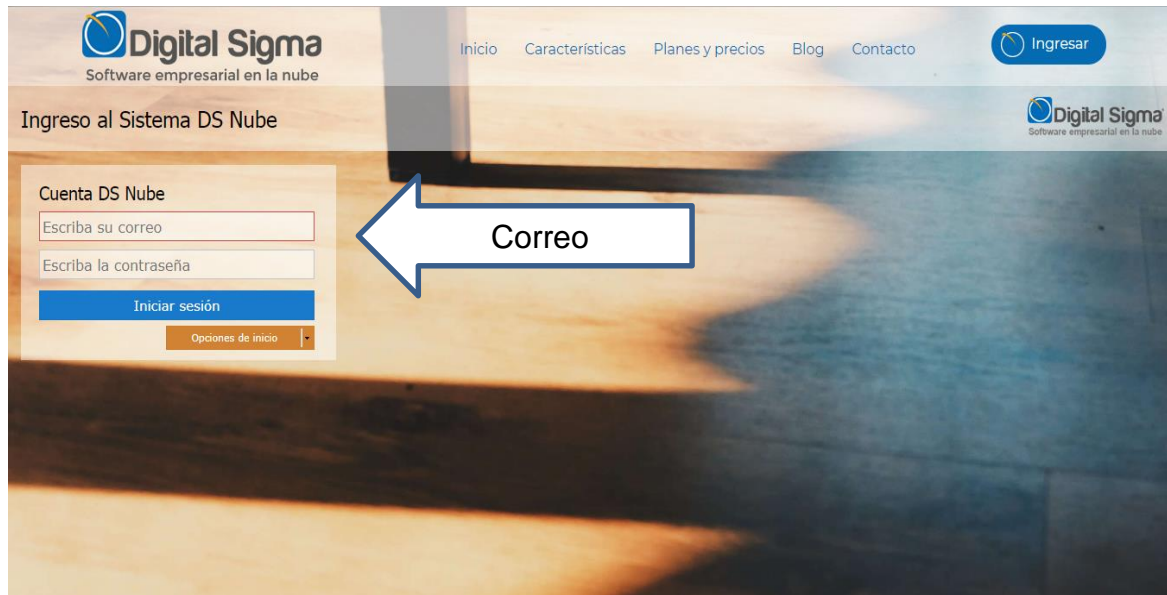 Digital Sigma
Software empresarial en la nube
Inicio Características Planes y precios Blog Contacto
Ingresar
Ingreso al Sistema DS Nube
Digital Sigma
Software empresarial en la nube
Cuenta DS Nube
Escriba su correo
Correo
Escriba la contraseña
Iniciar sesión
Opciones de inicio